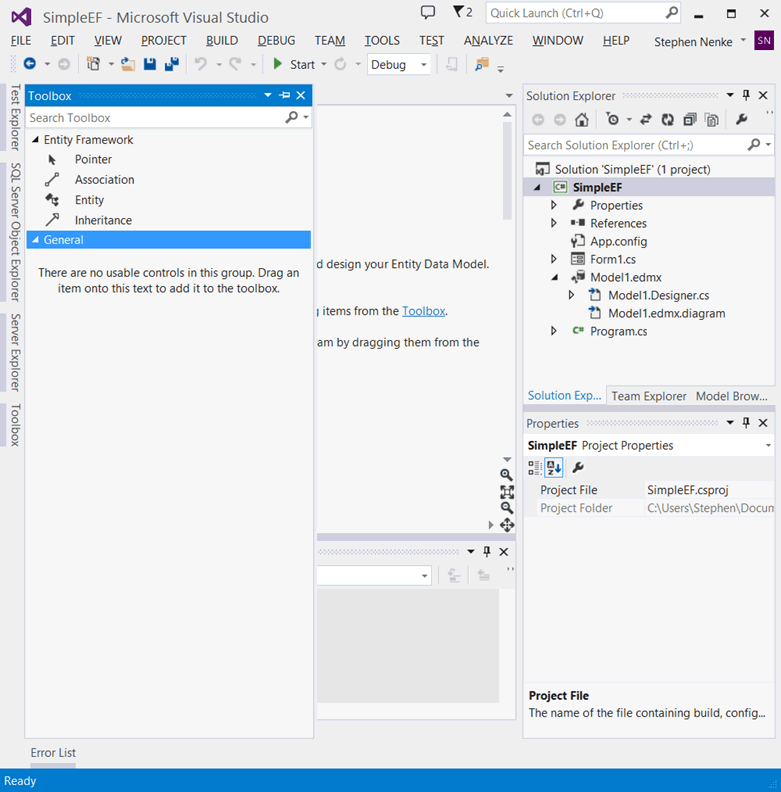 SimpleEF - Microsoft Visual Studio
2
Quick Launch (Ctrl+Q)
FILE EDIT VIEW PROJECT BUILD DEBUG TEAM TOOLS TEST ANALYZE WINDOW HELP Stephen Nenke SN
Start Debug
Test Explorer
SQL Server Object Explorer
Server Explorer
Toolbox
Toolbox
Search Toolbox
Entity Framework
Pointer
Association
Entity
Inheritance
General
There are no usable controls in this group. Drag an
item onto this text to add it to the toolbox.
d design your Entity Data Model.
g items from the Toolbox.
am by dragging them from the
Solution Explorer
Search Solution Explorer (Ctrl+;)
Solution 'SimpleEF' (1 project)
C# SimpleEF
Properties
References
App.config
Form1.cs
Model1.edmx
Model1.Designer.cs
Model1.edmx.diagram
C# Program.cs
Solution Exp... Team Explorer Model Brow...
Properties
SimpleEF Project Properties
Project File SimpleEF.csproj
Project Folder C:\Users\Stephen\Docum
Project File
The name of the file containing build, config...
Error List
Ready